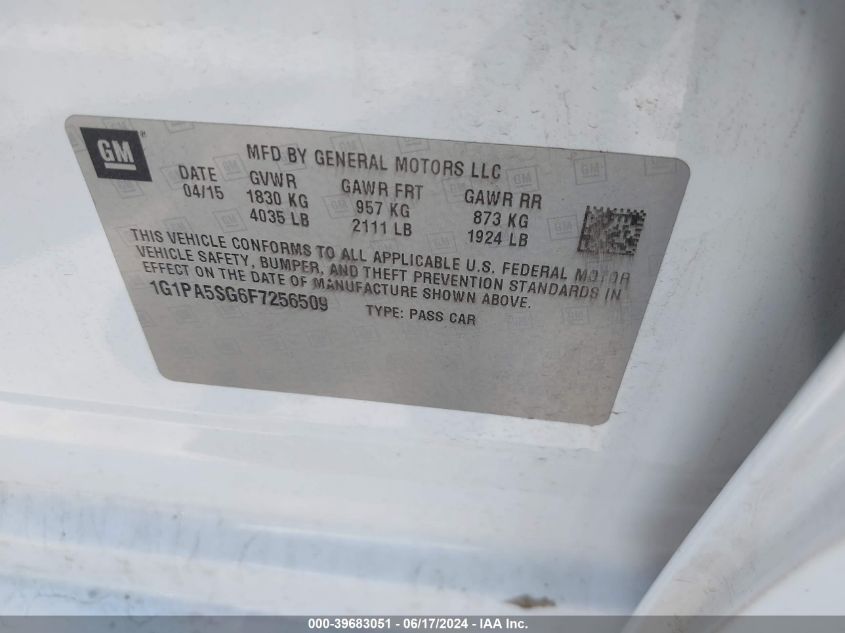 GM
MFD BY GENERAL MOTORS LLC
DATE GVWR GAWR FRT GAWR RR
04/15 1830 KG 957 KG 873 KG
4035 LB 2111 LB 1924 LB
THIS VEHICLE CONFORMS TO ALL APPLICABLE U.S. FEDERAL MOTOR
VEHICLE SAFETY, BUMPER, AND THEFT PREVENTION STANDARDS IN
EFFECT ON THE DATE OF MANUFACTURE SHOWN ABOVE.
1G1PA5SG6F7256509 TYPE: PASS CAR
000-39683051 - 06/17/2024 - IAA Inc.